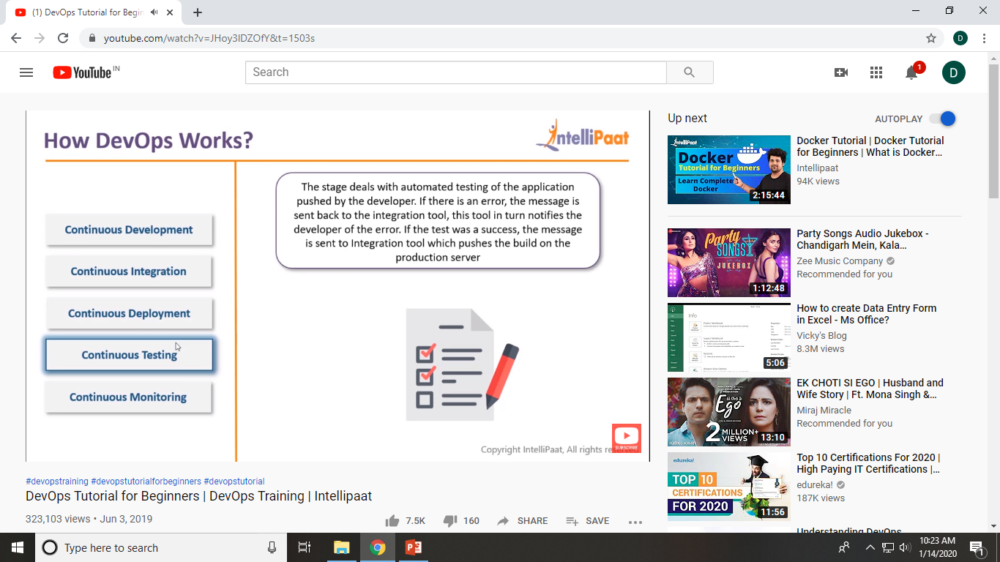 (1) DevOps Tutorial for Begin
youtube.com/watch?v=JHoy3lDZOfY&t=1503s
D
YouTube IN
Search
1
D
How DevOps Works?
IntelliPaat
The stage deals with automated testing of the application
pushed by the developer. If there is an error, the message is
sent back to the integration tool, this tool in turn notifies the
developer of the error. If the test was a success, the message
is sent to Integration tool which pushes the build on the
production server
Continuous Development
Continuous Integration
Continuous Deployment
Continuous Testing
Continuous Monitoring
SUBSCRIBE
Copyright IntelliPaat, All rights
#devopstraining #devopstutorialforbeginners #devopstutorial
DevOps Tutorial for Beginners | DevOps Training | Intellipaat
323,103 views • Jun 3, 2019
7.5K
160
SHARE
SAVE
Up next
AUTOPLAY
IntelliPaat
Docker
Tutorial for Beginners
Learn Complete
Docker
2:15:44
Docker Tutorial | Docker Tutorial
for Beginners | What is Docker...
Intellipaat
94K views
Party
SONGS
JUKEBOX
1:12:48
Party Songs Audio Jukebox -
Chandigarh Mein, Kala...
Zee Music Company
Recommended for you
Info
5:06
How to create Data Entry Form
in Excel - Ms Office?
Vicky's Blog
8.3M views
Ego
2 MILLION+
VIEWS
IQBAL KHAN
13:10
EK CHOTI SI EGO | Husband and
Wife Story | Ft. Mona Singh &...
Miraj Miracle
Recommended for you
edureka!
TOP 10
CERTIFICATIONS
FOR 2020
11:56
Top 10 Certifications For 2020 |
High Paying IT Certifications |...
edureka!
187K views
Understanding DevOps
Type here to search
10:23 AM
1/14/2020
1